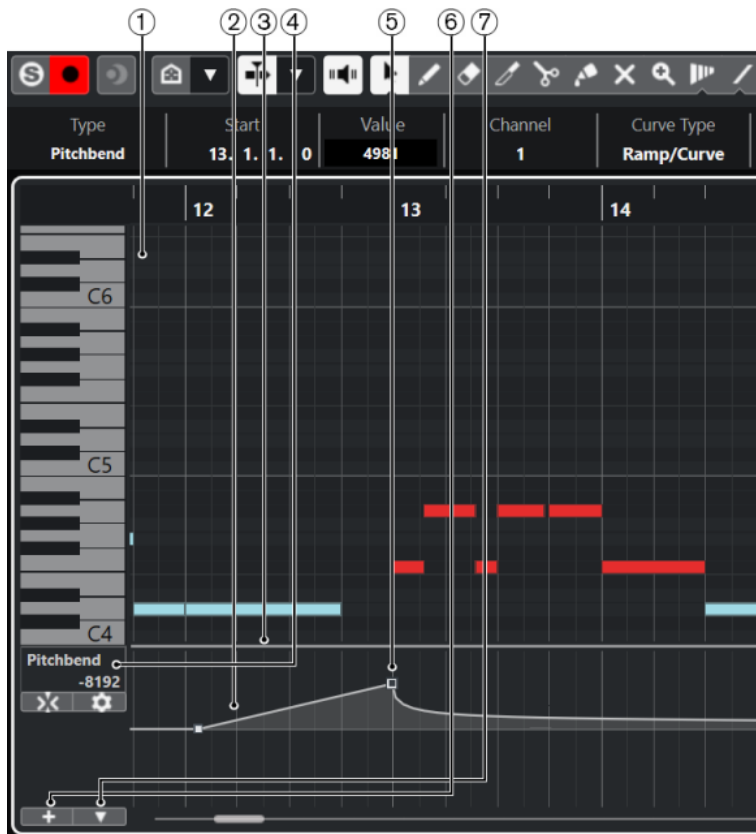 ① ② ③ ④ ⑤ ⑥ ⑦
S
Type Start Value Channel Curve Type
Pitchbend 13. 1. 1. 0 4981 1 Ramp/Curve
12 13 14
C6
C5
C4
Pitchbend
-8192